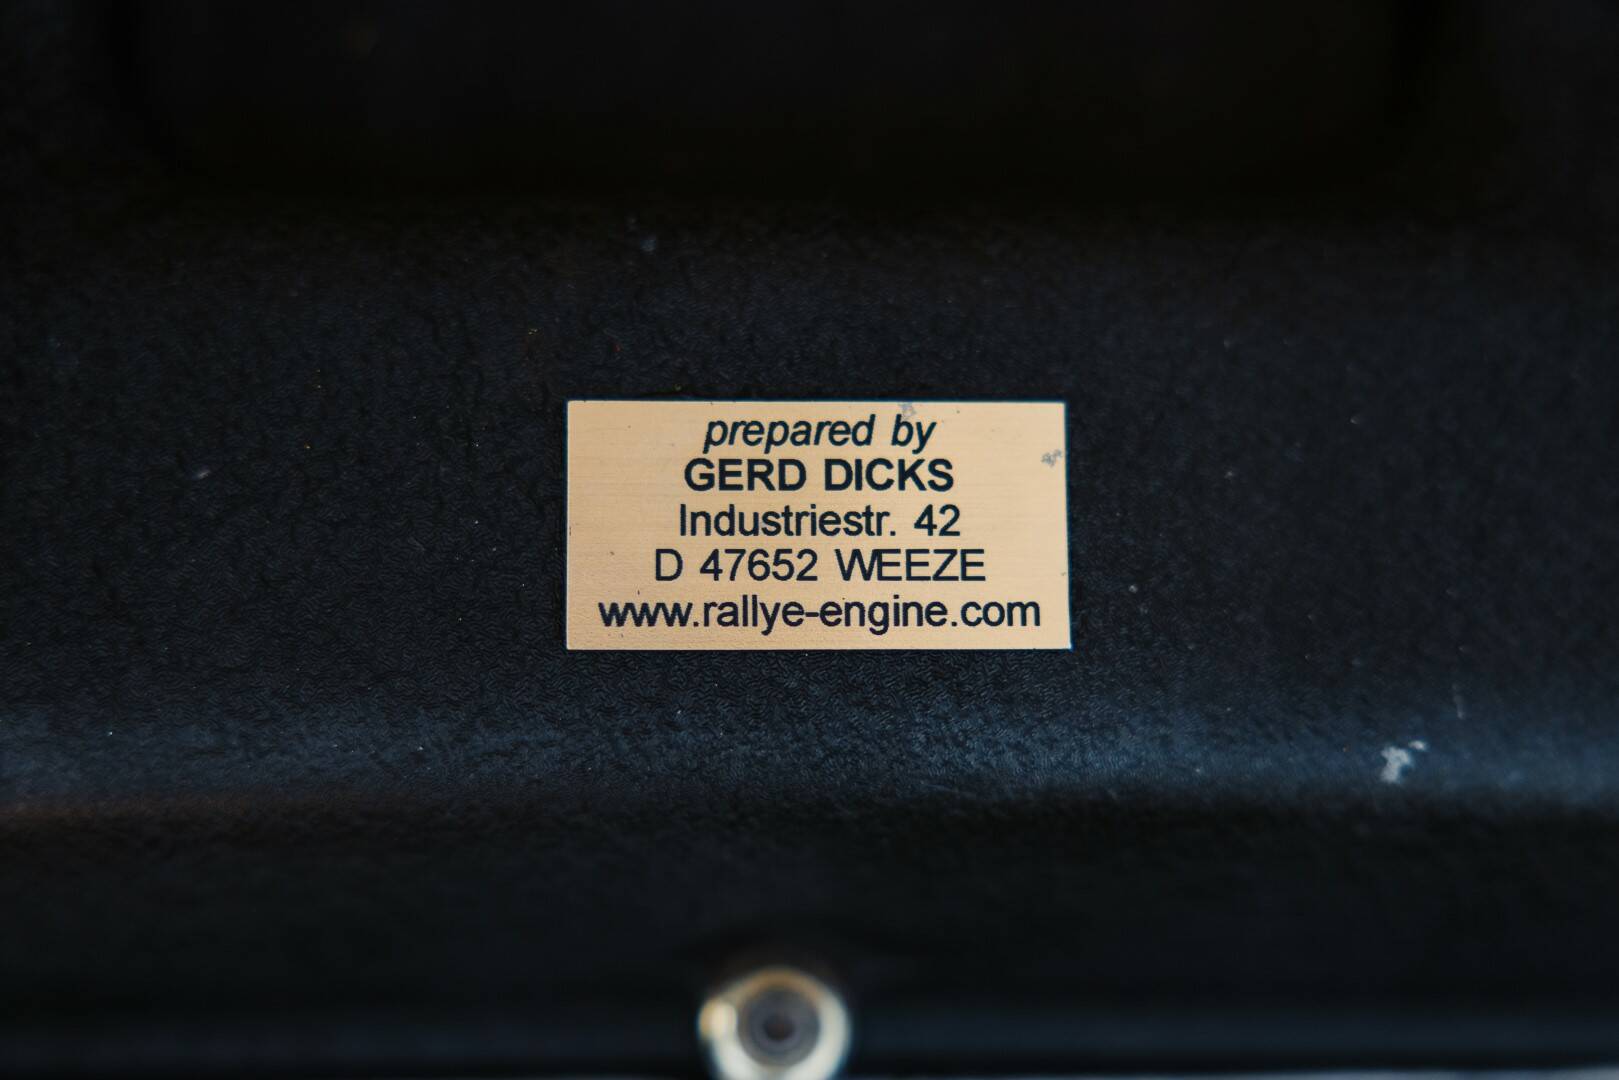 prepared by
GERD DICKS
Industriestr. 42
D 47652 WEEZE
www.rallye-engine.com